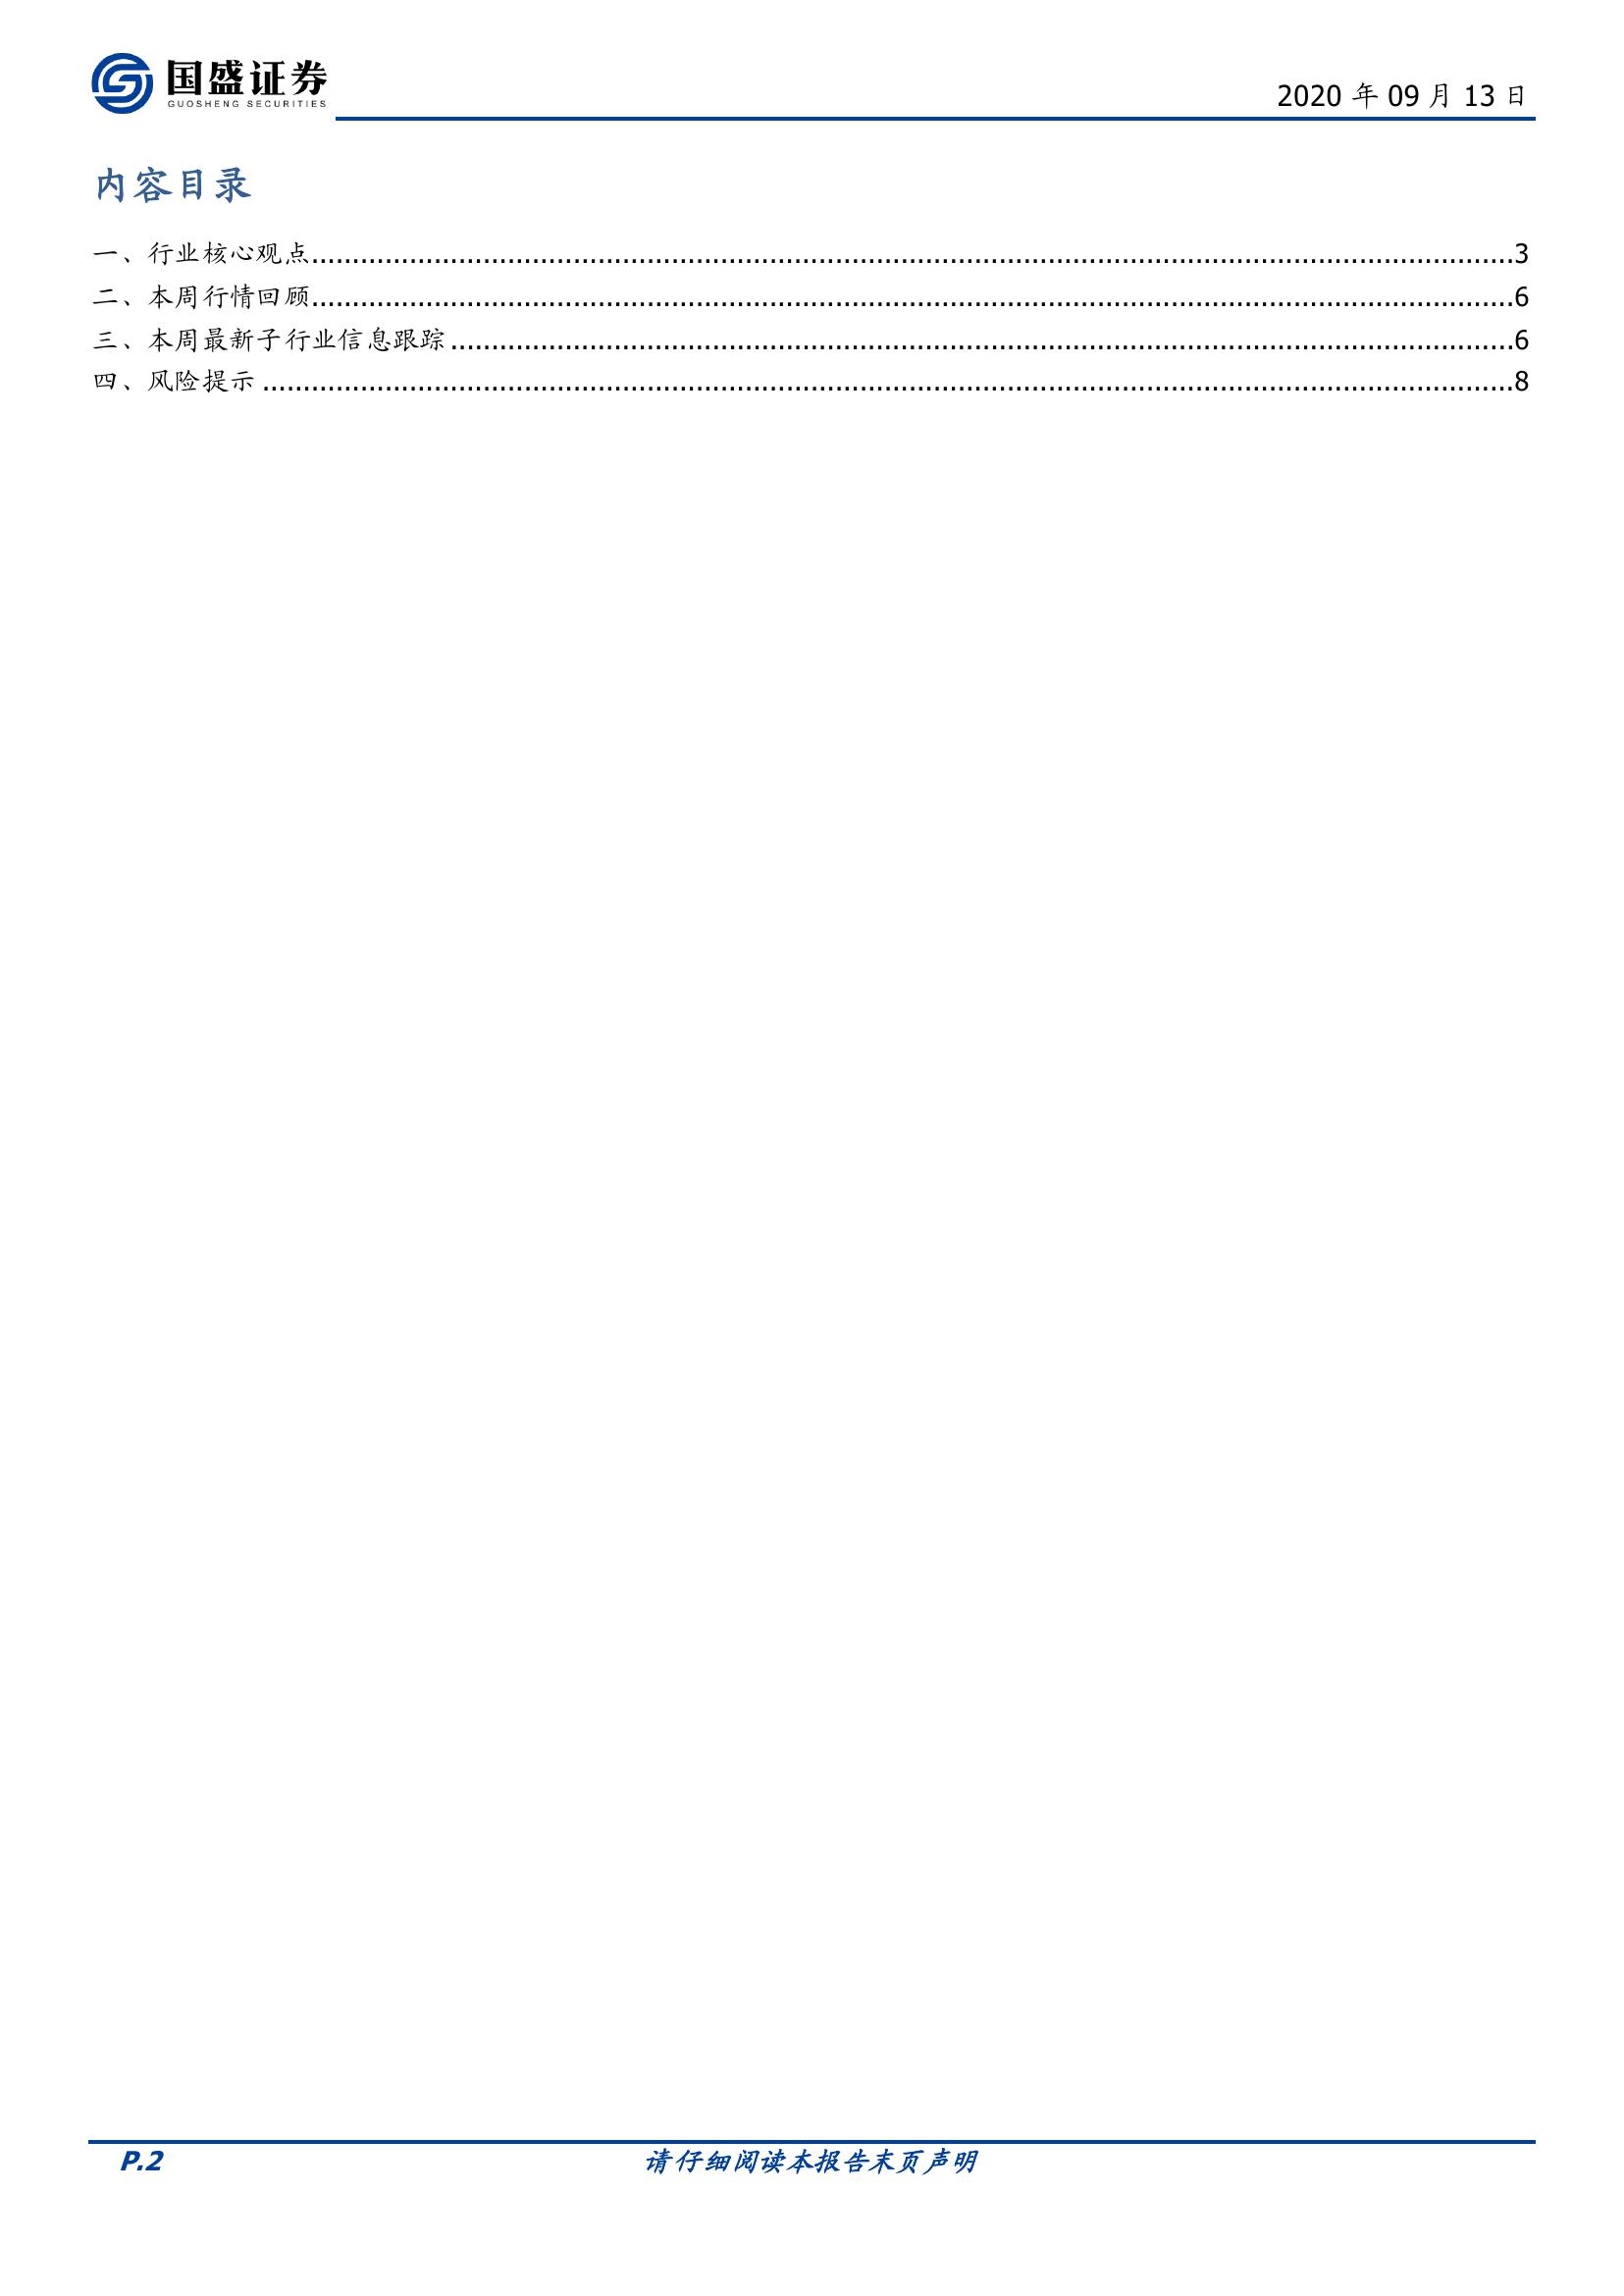 国盛证券
GUOSHENG SECURITIES
2020 年 09 月 13 日
内容目录
一、行业核心观点........................................................................................................................................................3
二、本周行情回顾........................................................................................................................................................6
三、本周最新子行业信息跟踪......................................................................................................................................6
四、风险提示..............................................................................................................................................................8
P.2
请仔细阅读本报告末页声明